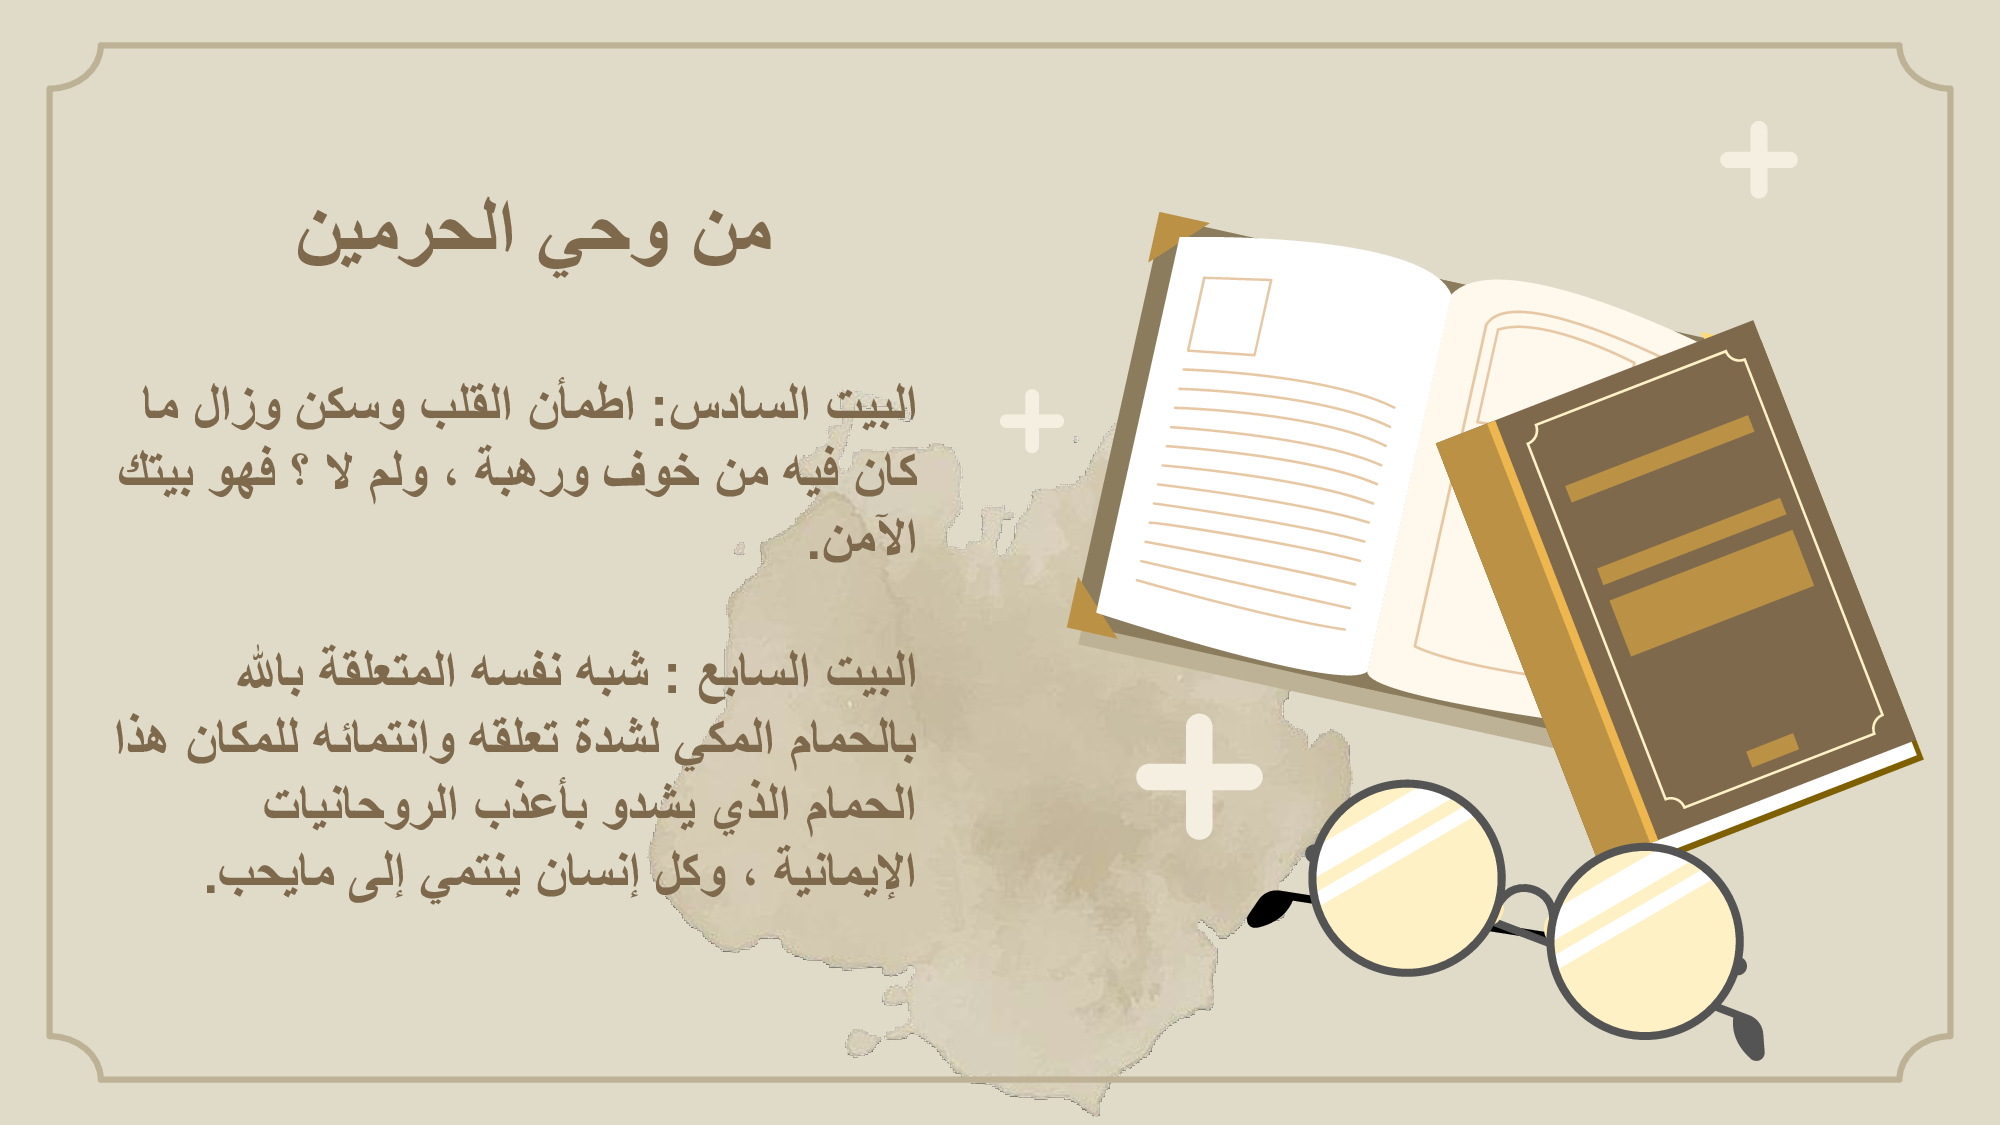 من وحي الحرمين
البيت السادس: اطمأن القلب وسكن وزال ما
كان فيه من خوف ورهبة ، ولم لا ؟ فهو بيتك
الآمن.
البيت السابع : شبه نفسه المتعلقة بالله
بالحمام المكي لشدة تعلقه وانتمائه للمكان هذا
الحمام الذي يشدو بأعذب الروحانيات
الإيمانية ، وكل إنسان ينتمي إلى مايحب.